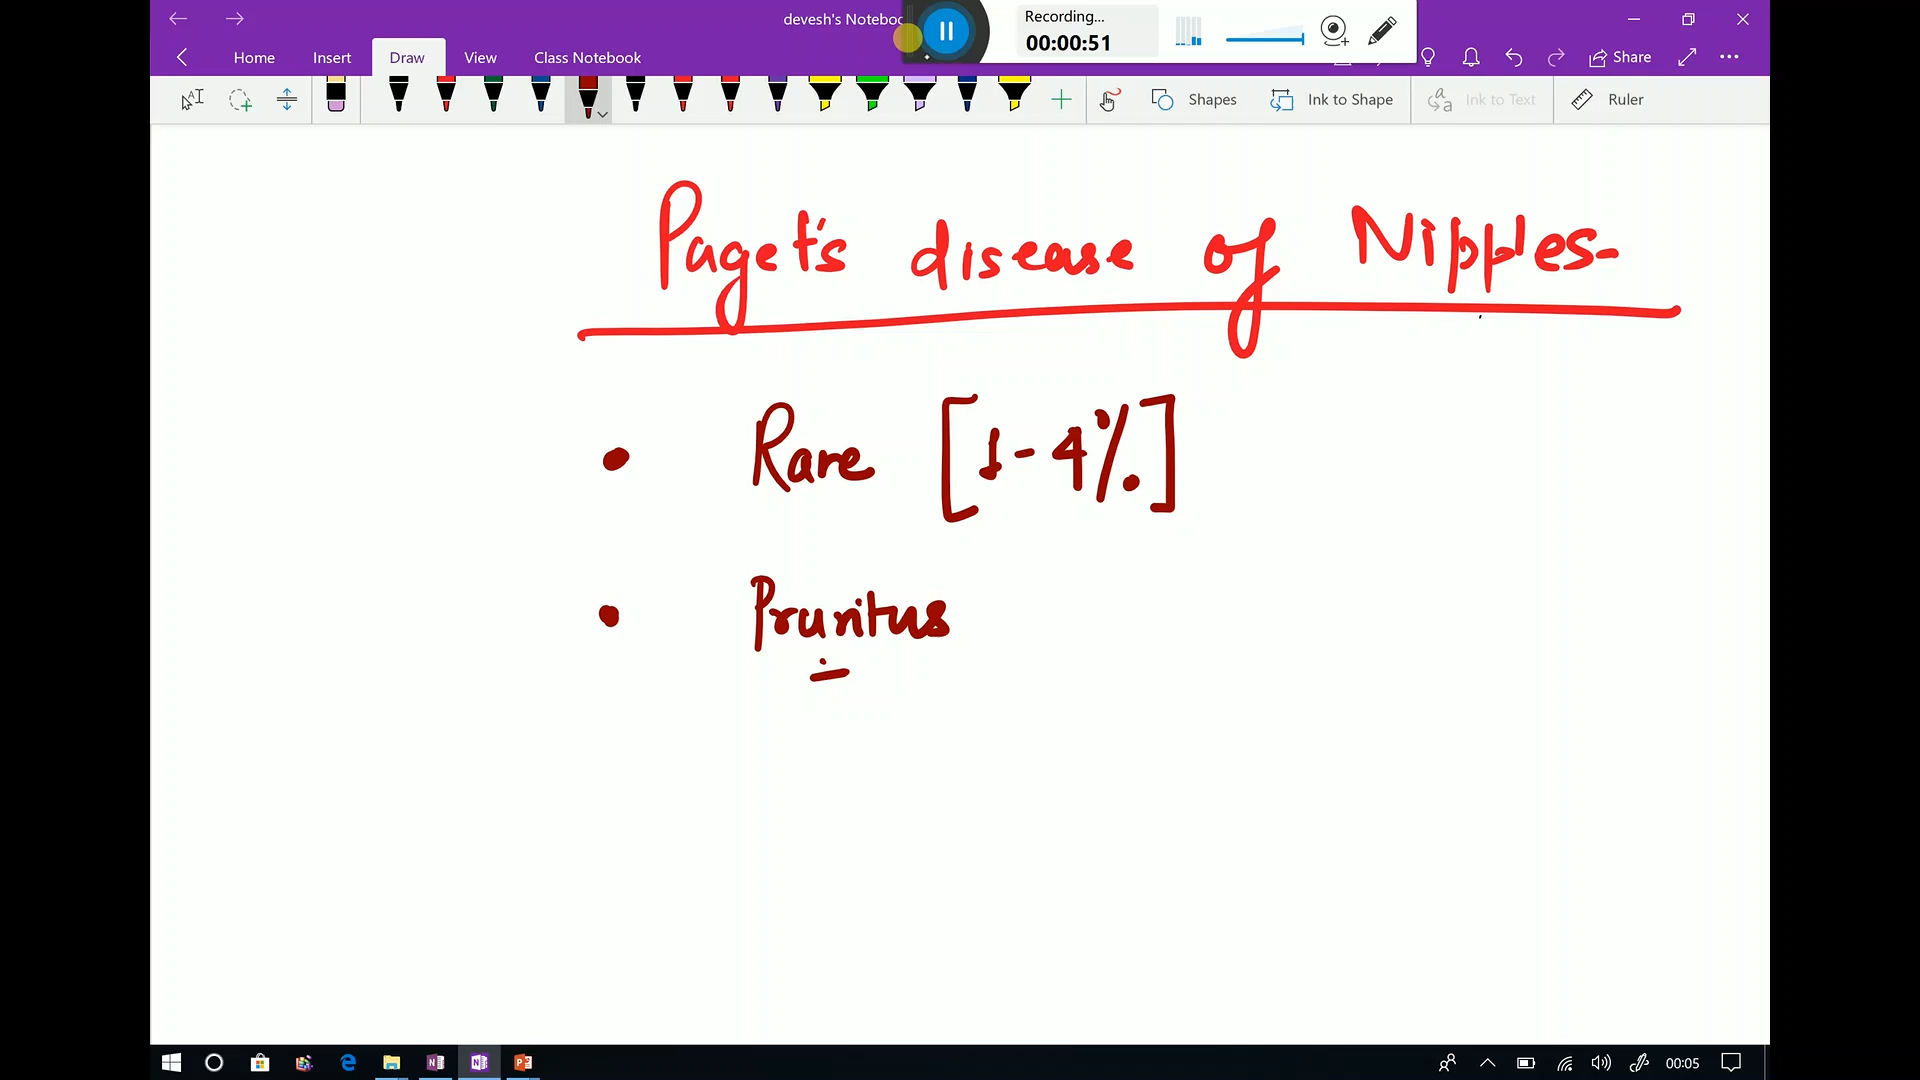 devesh's Noteboo
Recording...
00:00:51
Home Insert Draw View Class Notebook Share
Shapes Ink to Shape Ink to Text Ruler
Paget's disease of Nipples-
• Rare [1-4%]
• Pruritus
00:05